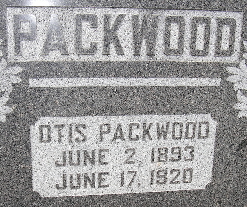 PACKWOOD
OTIS PACKWOOD
JUNE 2, 1893
JUNE 17, 1920